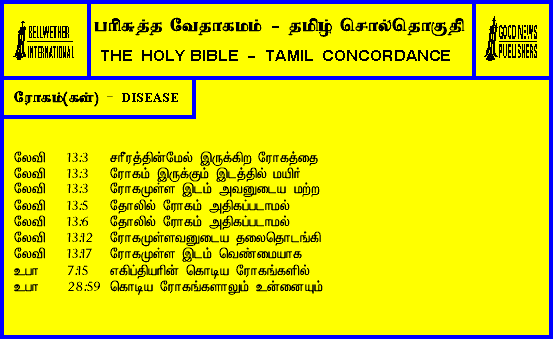 BELLWETHER
INTERNATIONAL
பரிசுத்த வேதாகமம் - தமிழ் சொல்தொகுதி
THE HOLY BIBLE - TAMIL CONCORDANCE
GOOD NEWS
PUBLISHERS
ரோகம்(கள்) - DISEASE
லேவி 13:3 சரீரத்தின்மேல் இருக்கிற ரோகத்தை
லேவி 13:3 ரோகம் இருக்கும் இடத்தில் மயிர்
லேவி 13:3 ரோகமுள்ள இடம் அவனுடைய மற்ற
லேவி 13:5 தோலில் ரோகம் அதிகப்படாமல்
லேவி 13:6 தோலில் ரோகம் அதிகப்படாமல்
லேவி 13:12 ரோகமுள்ளவனுடைய தலைதொடங்கி
லேவி 13:17 ரோகமுள்ள இடம் வெண்மையாக
உபா 7:15 எகிப்தியரின் கொடிய ரோகங்களில்
உபா 28:59 கொடிய ரோகங்களாலும் உன்னையும்